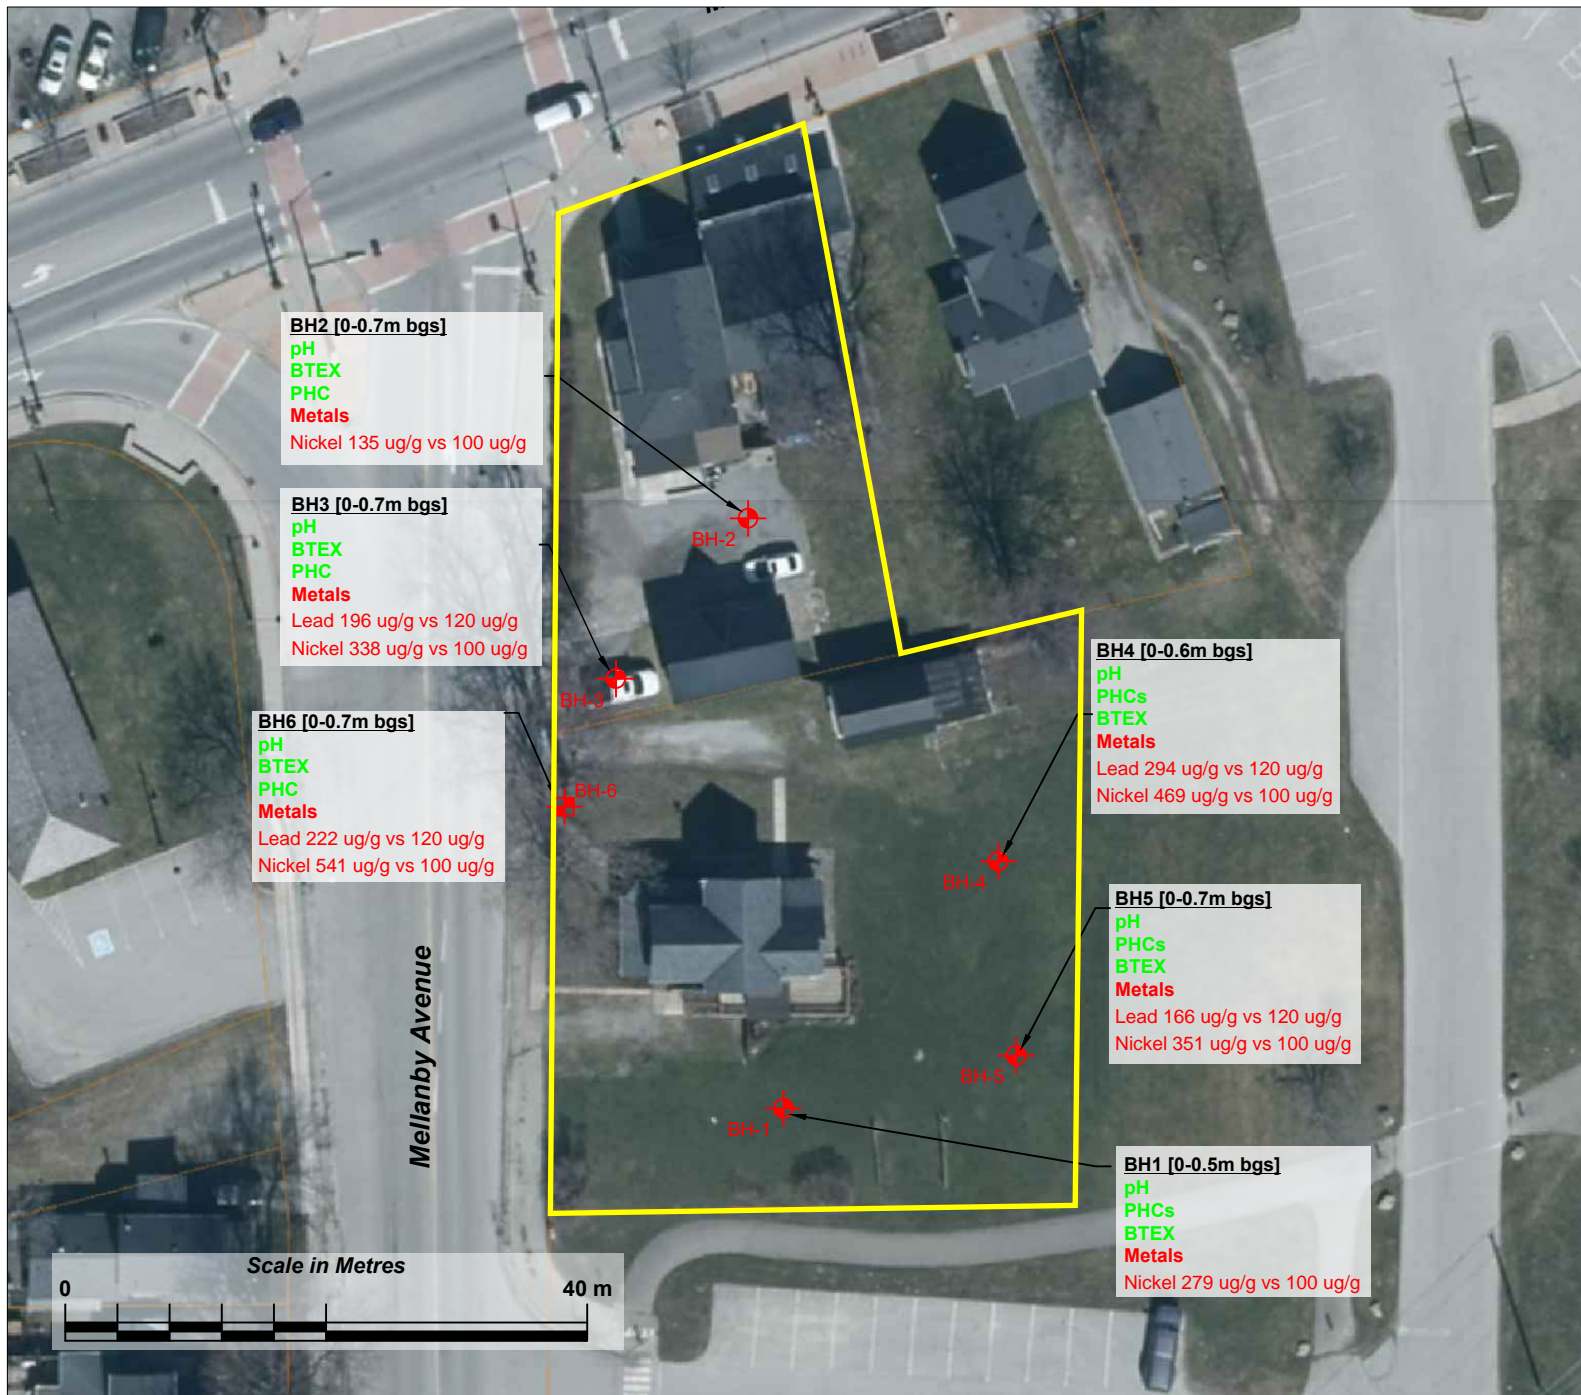 BH2 [0-0.7m bgs]
pH
BTEX
PHC
Metals
Nickel 135 ug/g vs 100 ug/g
BH3 [0-0.7m bgs]
pH
BTEX
PHC
Metals
Lead 196 ug/g vs 120 ug/g
Nickel 338 ug/g vs 100 ug/g
BH-2
BH-3
BH6 [0-0.7m bgs]
pH
BTEX
PHC
Metals
Lead 222 ug/g vs 120 ug/g
Nickel 541 ug/g vs 100 ug/g
BH-6
BH4 [0-0.6m bgs]
pH
PHCs
BTEX
Metals
Lead 294 ug/g vs 120 ug/g
Nickel 469 ug/g vs 100 ug/g
BH-4
BH5 [0-0.7m bgs]
pH
PHCs
BTEX
Metals
Lead 166 ug/g vs 120 ug/g
Nickel 351 ug/g vs 100 ug/g
BH-5
Mellanby Avenue
BH-1
BH1 [0-0.5m bgs]
pH
PHCs
BTEX
Metals
Nickel 279 ug/g vs 100 ug/g
Scale in Metres
0 40 m